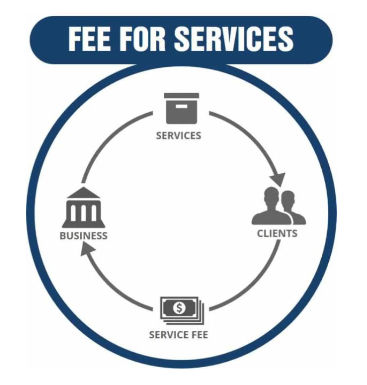 FEE FOR SERVICES
SERVICES
BUSINESS
CLIENTS
$
SERVICE FEE